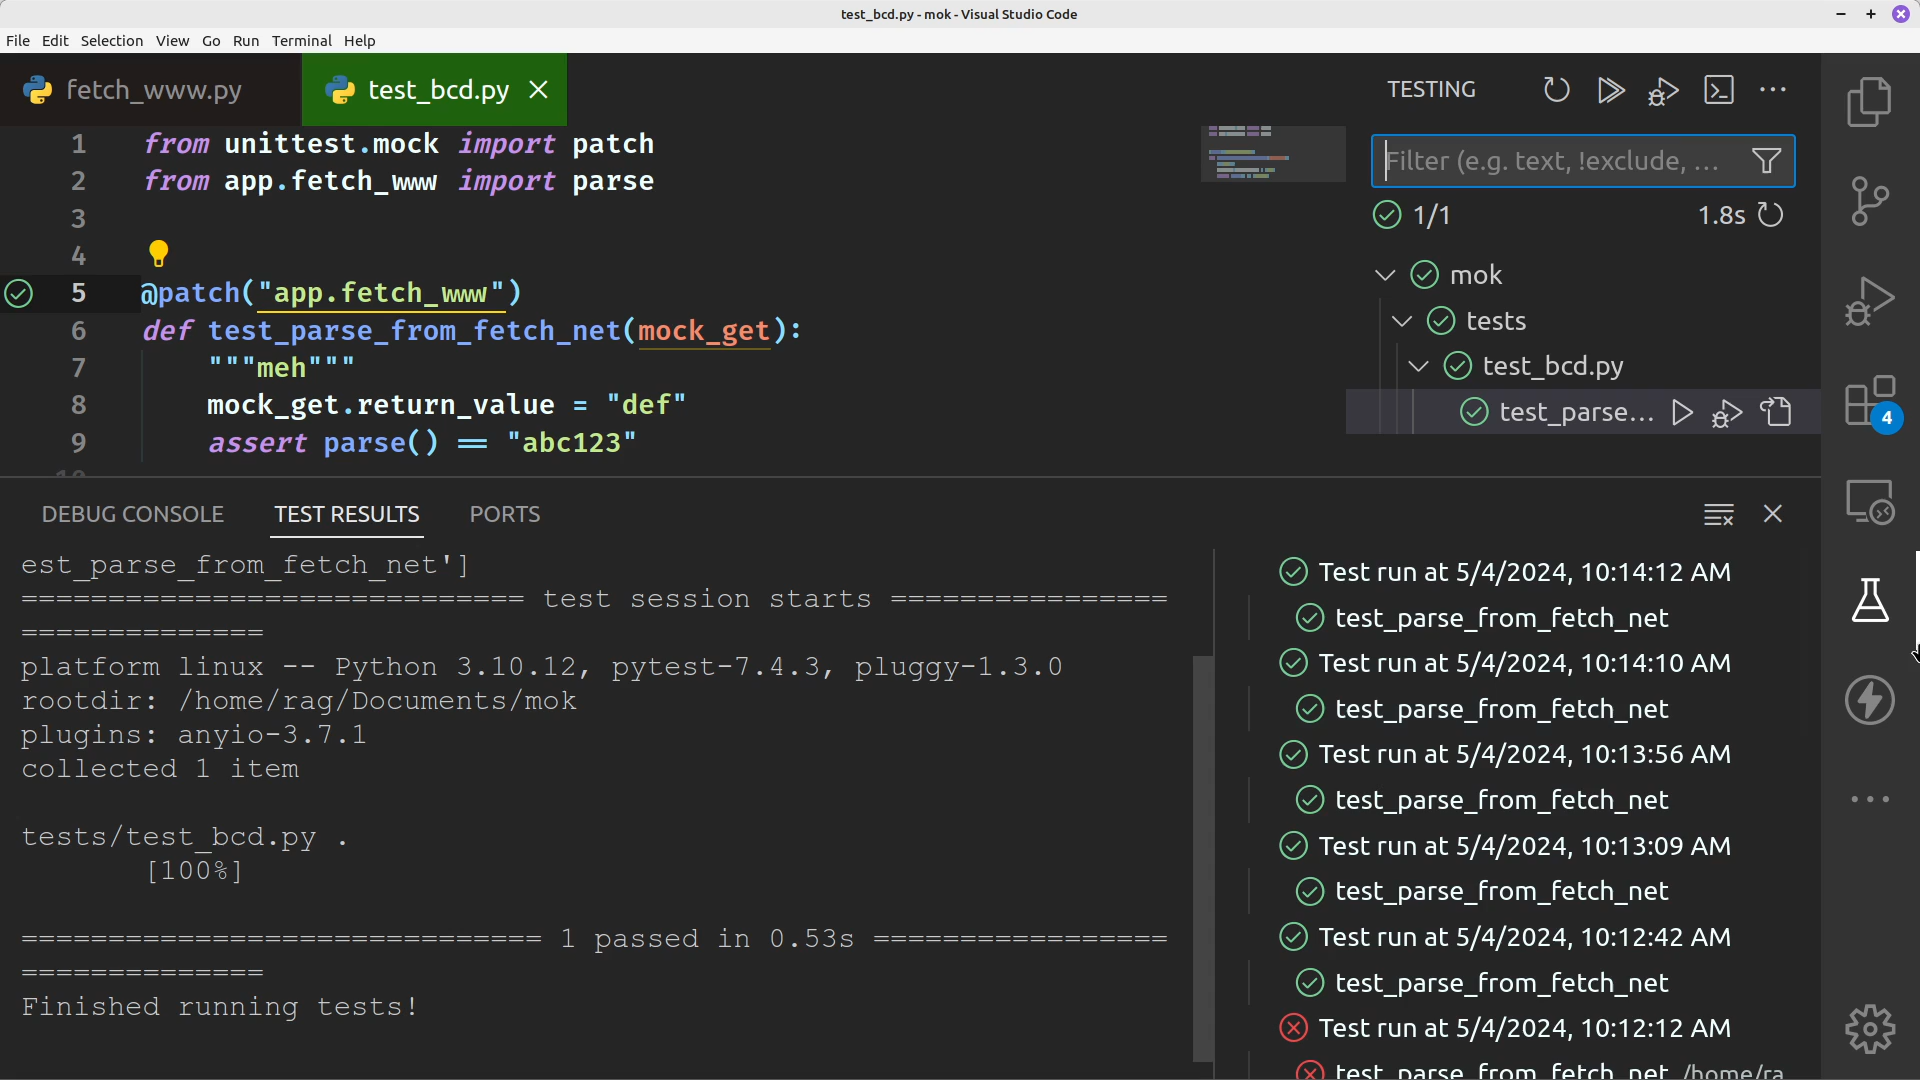 test_bcd.py - mok - Visual Studio Code
File Edit Selection View Go Run Terminal Help
fetch_www.py
test_bcd.py
1 from unittest.mock import patch
2 from app.fetch_www import parse
3
4
5 @patch("app.fetch_www")
6 def test_parse_from_fetch_net(mock_get):
7 """meh"""
8 mock_get.return_value = "def"
9 assert parse() == "abc123"
10
TESTING
Filter (e.g. text, !exclude, ...
1/1 1.8s
mok
tests
test_bcd.py
test_parse...
4
DEBUG CONSOLE TEST RESULTS PORTS
est_parse_from_fetch_net']
============================= test session starts ================
==============
platform linux -- Python 3.10.12, pytest-7.4.3, pluggy-1.3.0
rootdir: /home/rag/Documents/mok
plugins: anyio-3.7.1
collected 1 item
tests/test_bcd.py .
[100%]
============================== 1 passed in 0.53s =================
==============
Finished running tests!
Test run at 5/4/2024, 10:14:12 AM
test_parse_from_fetch_net
Test run at 5/4/2024, 10:14:10 AM
test_parse_from_fetch_net
Test run at 5/4/2024, 10:13:56 AM
test_parse_from_fetch_net
Test run at 5/4/2024, 10:13:09 AM
test_parse_from_fetch_net
Test run at 5/4/2024, 10:12:42 AM
test_parse_from_fetch_net
Test run at 5/4/2024, 10:12:12 AM
test_parse_from_fetch_net /home/ra